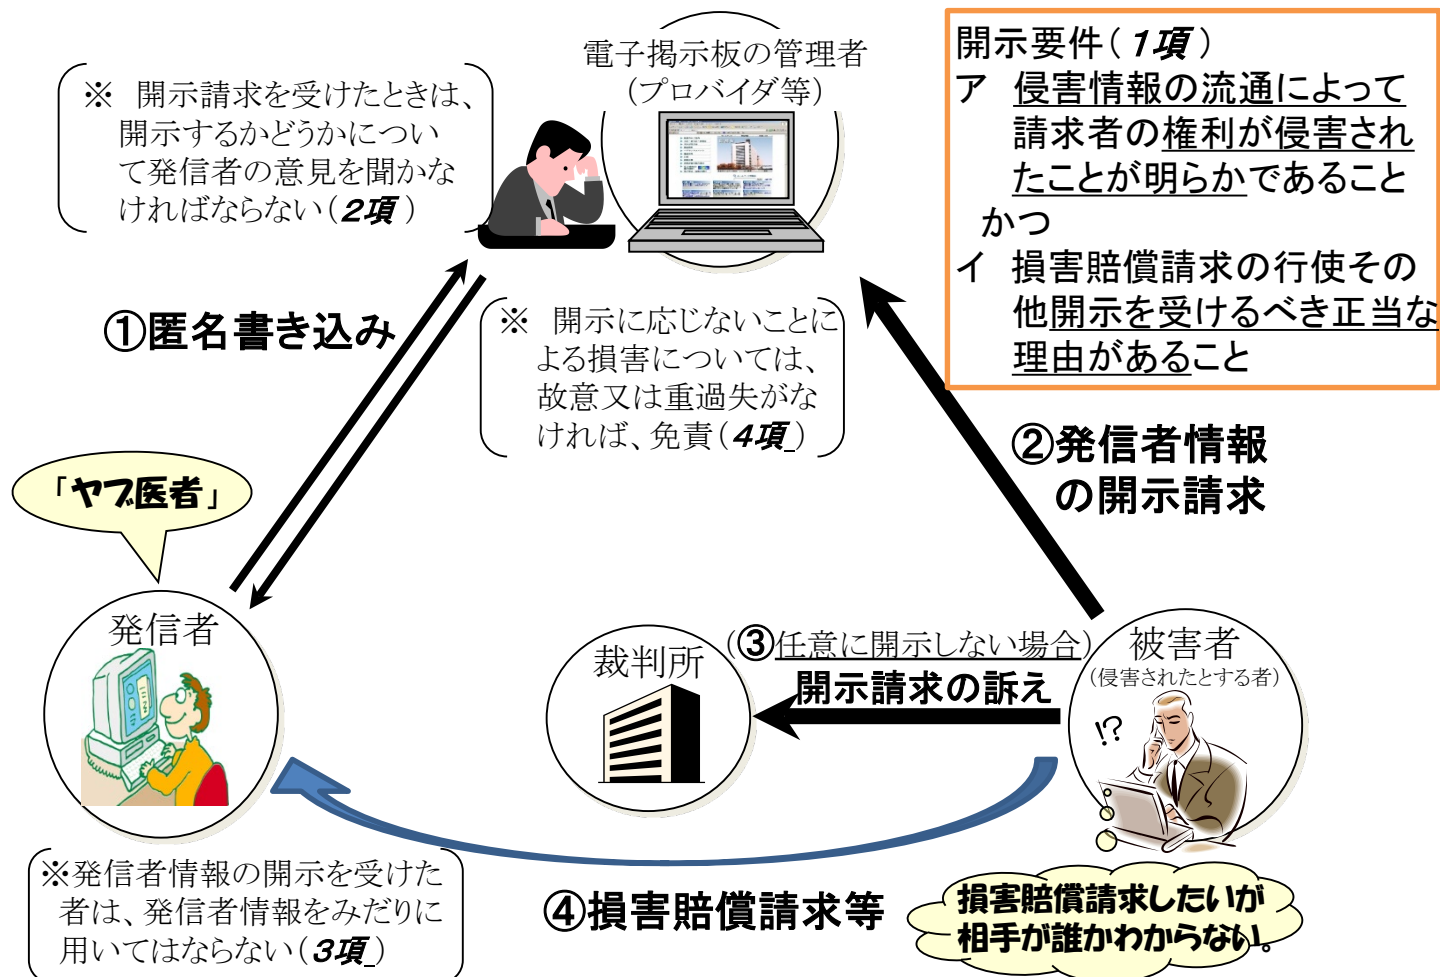 電子掲示板の管理者
(プロバイダ等)
※ 開示請求を受けたときは、
開示するかどうかについ
て発信者の意見を聞かな
ければならない(2項)
開示要件(1項)
ア 侵害情報の流通によって
請求者の権利が侵害され
たことが明らかであること
かつ
イ 損害賠償請求の行使その
他開示を受けるべき正当な
理由があること
①匿名書き込み
※ 開示に応じないことに
よる損害については、
故意又は重過失がな
ければ、免責(4項)
②発信者情報
の開示請求
「ヤブ医者」
発信者
裁判所
(③任意に開示しない場合)
開示請求の訴え
被害者
(侵害されたとする者)
!?
※発信者情報の開示を受けた
者は、発信者情報をみだりに
用いてはならない(3項)
④損害賠償請求等
損害賠償請求したいが
相手が誰かわからない。